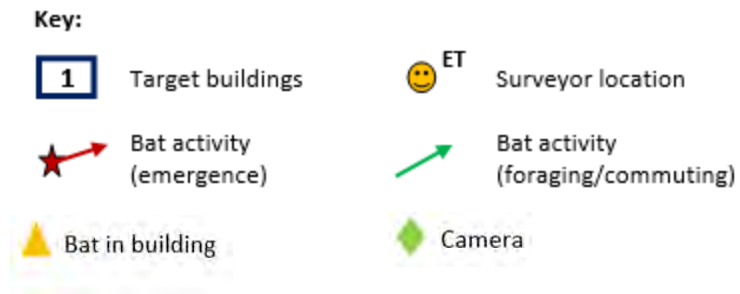 Key:
1
Target buildings
ET
Surveyor location
Bat activity
(emergence)
Bat activity
(foraging/commuting)
Bat in building
Camera